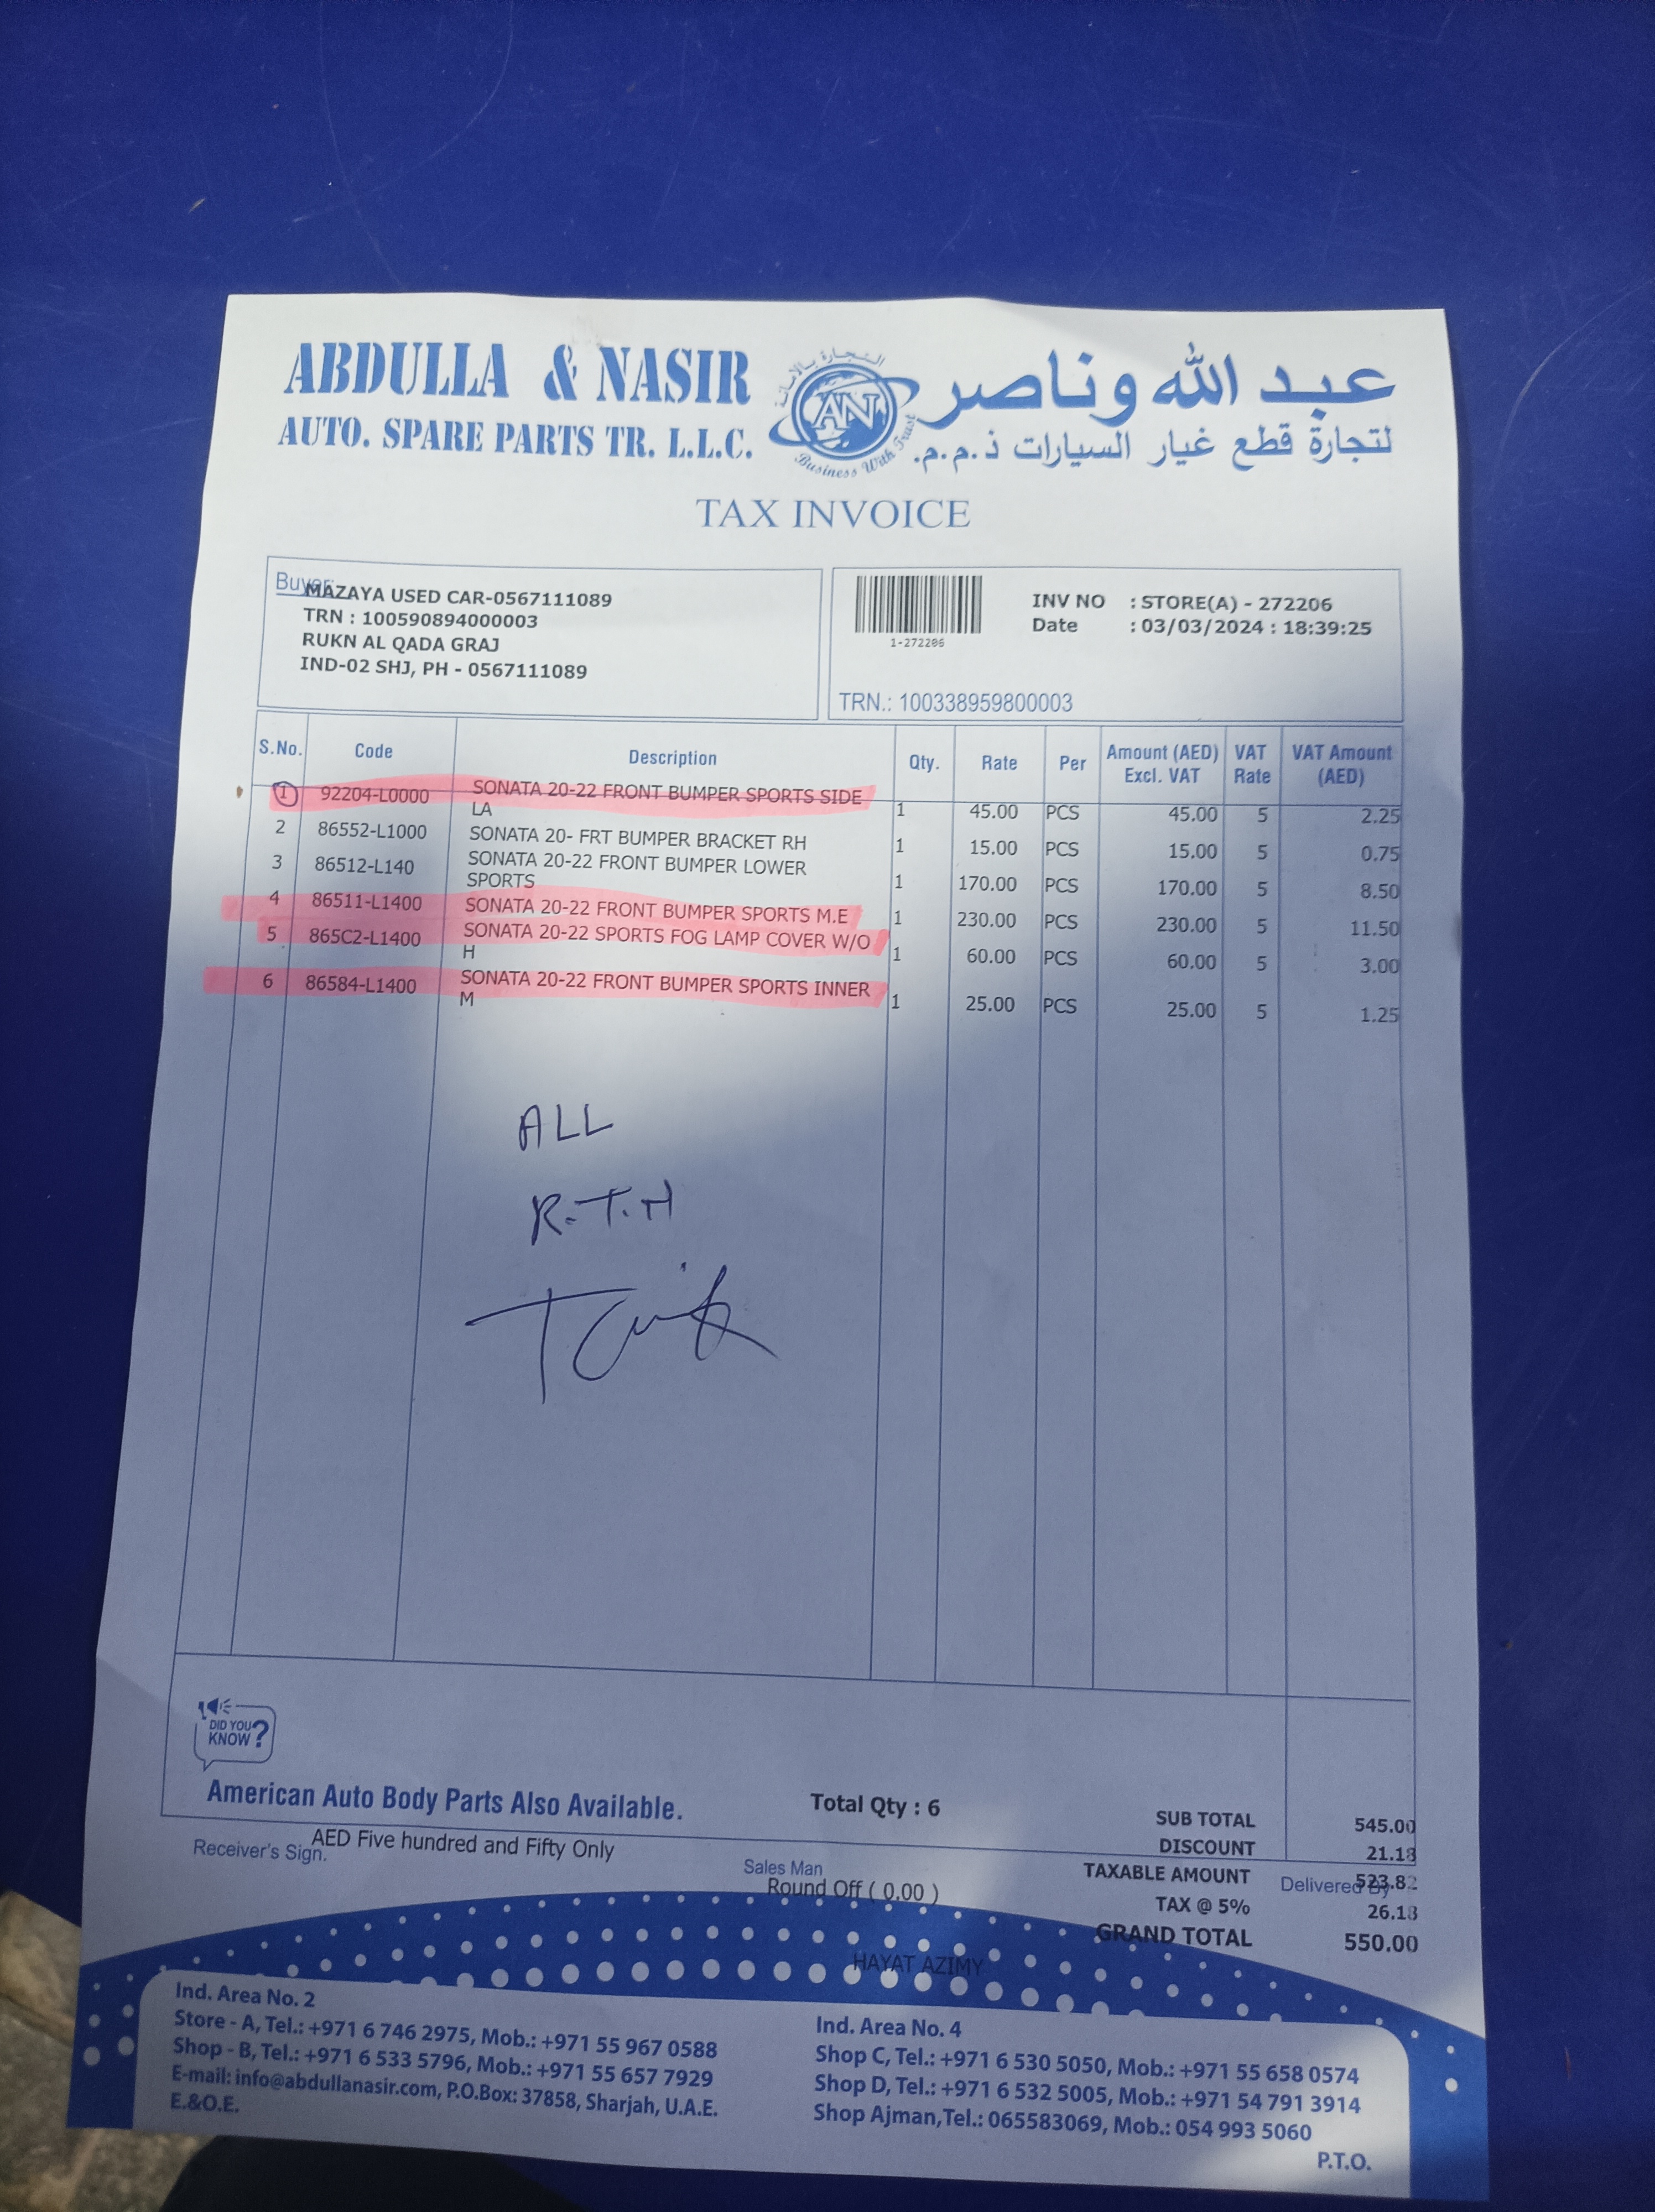 ABDULLA & NASIR
AUTO. SPARE PARTS TR. L.L.C.
AN
Business With Trust
عبد الله وناصر
لتجارة قطع غيار السيارات ذ.م.م.
TAX INVOICE
Buyer:
MAZAYA USED CAR-0567111089
TRN : 100590894000003
RUKN AL QADA GRAJ
IND-02 SHJ, PH - 0567111089
1-272206
INV NO : STORE(A) - 272206
Date : 03/03/2024 : 18:39:25
TRN.: 100338959800003
S.No. Code Description Qty. Rate Per Amount (AED) Excl. VAT VAT Rate VAT Amount (AED)
1 92204-L0000 SONATA 20-22 FRONT BUMPER SPORTS SIDE 1 45.00 PCS 45.00 5 2.25
LA
2 86552-L1000 SONATA 20- FRT BUMPER BRACKET RH 1 15.00 PCS 15.00 5 0.75
3 86512-L140 SONATA 20-22 FRONT BUMPER LOWER 1 170.00 PCS 170.00 5 8.50
SPORTS
4 86511-L1400 SONATA 20-22 FRONT BUMPER SPORTS M.E 1 230.00 PCS 230.00 5 11.50
5 865C2-L1400 SONATA 20-22 SPORTS FOG LAMP COVER W/O 1 60.00 PCS 60.00 5 3.00
H
6 86584-L1400 SONATA 20-22 FRONT BUMPER SPORTS INNER 1 25.00 PCS 25.00 5 1.25
M
ALL
R.T.H
DID YOU
KNOW?
American Auto Body Parts Also Available.
Total Qty : 6
SUB TOTAL 545.00
DISCOUNT 21.18
TAXABLE AMOUNT 523.82
TAX @ 5% 26.18
GRAND TOTAL 550.00
AED Five hundred and Fifty Only
Receiver's Sign.
Sales Man
Round Off ( 0.00 )
Delivered By
HAYAT AZIMY
Ind. Area No. 2
Store - A, Tel.: +971 6 746 2975, Mob.: +971 55 967 0588
Shop - B, Tel.: +971 6 533 5796, Mob.: +971 55 657 7929
E-mail: info@abdullanasir.com, P.O.Box: 37858, Sharjah, U.A.E.
E.&O.E.
Ind. Area No. 4
Shop C, Tel.: +971 6 530 5050, Mob.: +971 55 658 0574
Shop D, Tel.: +971 6 532 5005, Mob.: +971 54 791 3914
Shop Ajman,Tel.: 065583069, Mob.: 054 993 5060
P.T.O.